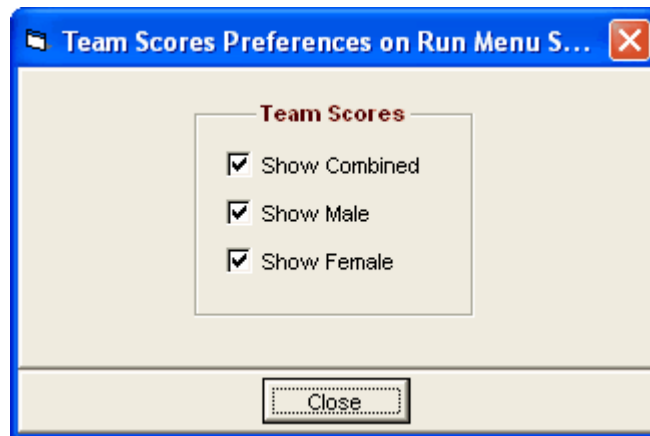 Team Scores Preferences on Run Menu S...
Team Scores
Show Combined
Show Male
Show Female
Close